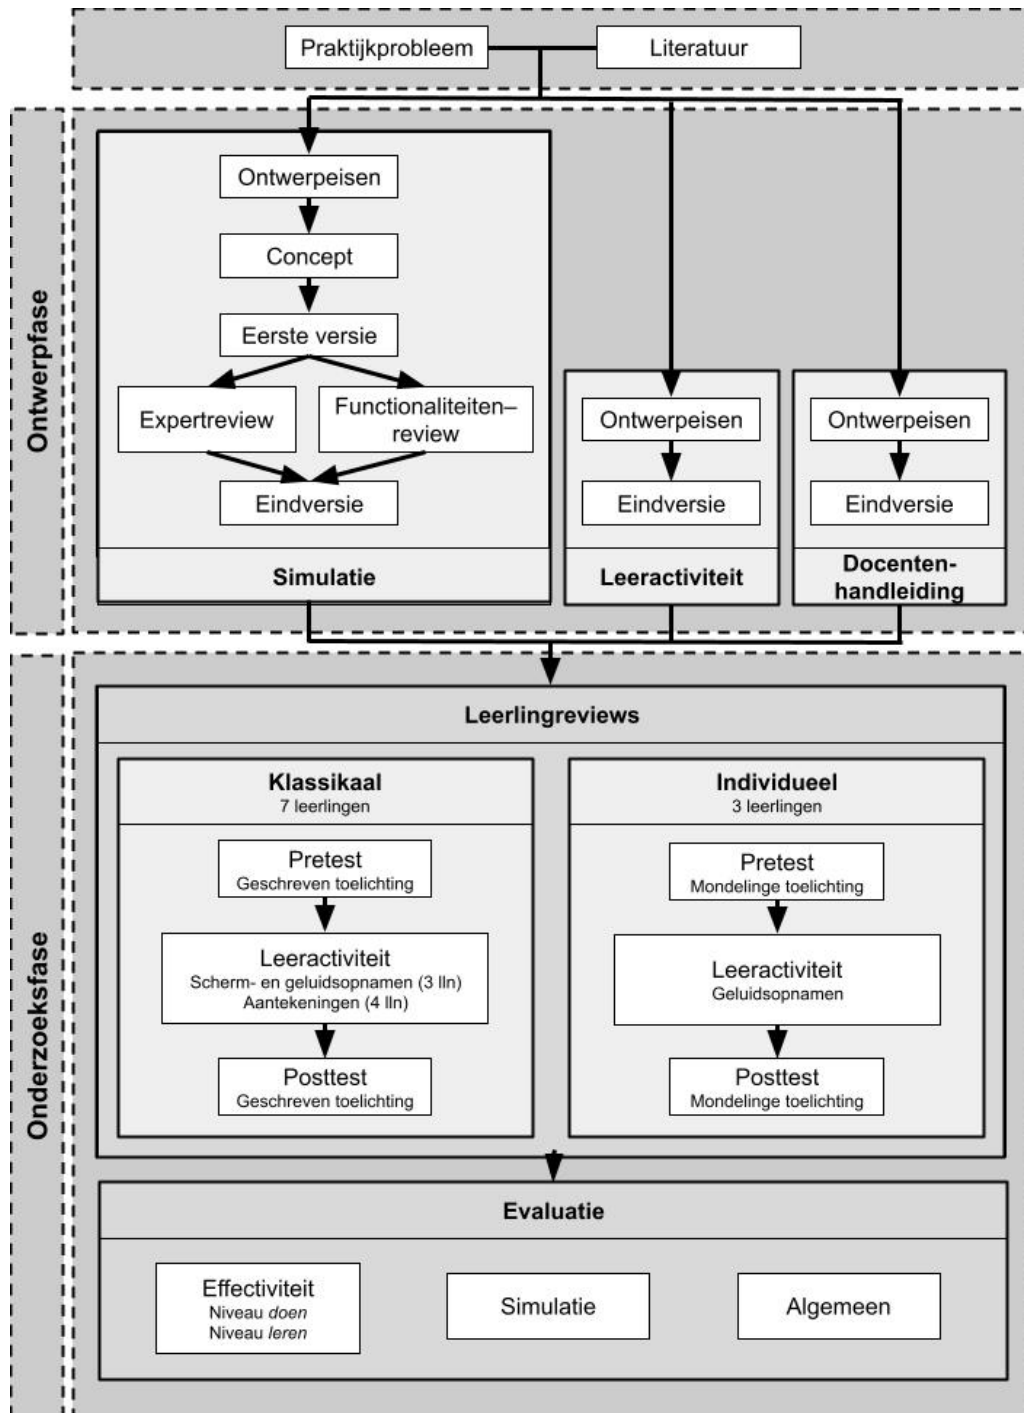 Praktijkprobleem
Literatuur
Ontwerpfase
Ontwerpeisen
Concept
Eerste versie
Expertreview
Functionaliteiten–
review
Eindversie
Simulatie
Ontwerpeisen
Eindversie
Leeractiviteit
Ontwerpeisen
Eindversie
Docenten-
handleiding
Onderzoeksfase
Leerlingreviews
Klassikaal
7 leerlingen
Pretest
Geschreven toelichting
Leeractiviteit
Scherm- en geluidsopnamen (3 lln)
Aantekeningen (4 lln)
Posttest
Geschreven toelichting
Individueel
3 leerlingen
Pretest
Mondelinge toelichting
Leeractiviteit
Geluidsopnamen
Posttest
Mondelinge toelichting
Evaluatie
Effectiviteit
Niveau doen
Niveau leren
Simulatie
Algemeen